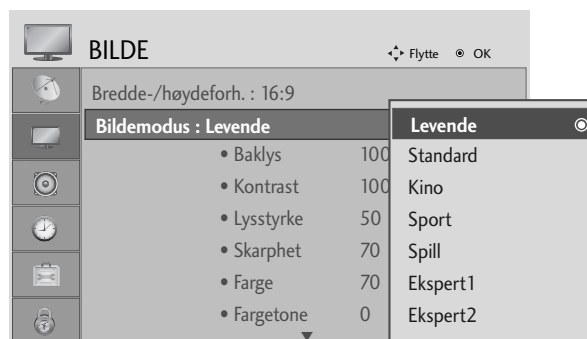 BILDE
Flytte OK
Bredde-/høydeforh. : 16:9
Bildemodus : Levende
• Baklys 100
• Kontrast 100
• Lysstyrke 50
• Skarphet 70
• Farge 70
• Fargetone 0
Levende
Standard
Kino
Sport
Spill
Ekspert1
Ekspert2